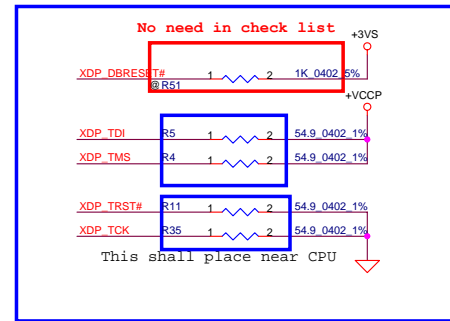 No need in check list
+3VS
XDP_DBRESET# 1 2 1K_0402_5%
@R51
+VCCP
XDP_TDI R5 1 2 54.9_0402_1%
XDP_TMS R4 1 2 54.9_0402_1%
XDP_TRST# R11 1 2 54.9_0402_1%
XDP_TCK R35 1 2 54.9_0402_1%
This shall place near CPU